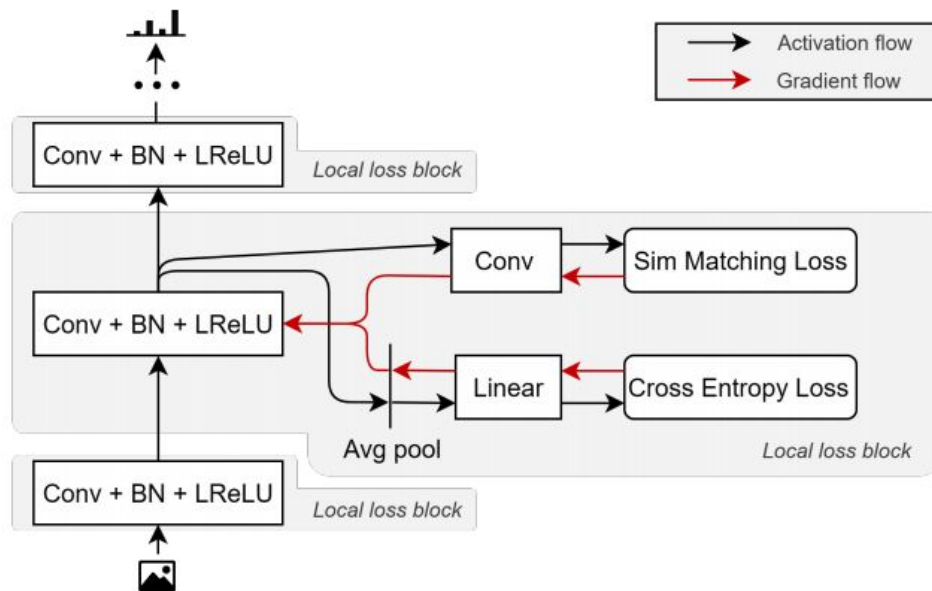 Activation flow
Gradient flow
Conv + BN + LReLU
Local loss block
Conv
Sim Matching Loss
Conv + BN + LReLU
Linear
Cross Entropy Loss
Avg pool
Local loss block
Conv + BN + LReLU
Local loss block